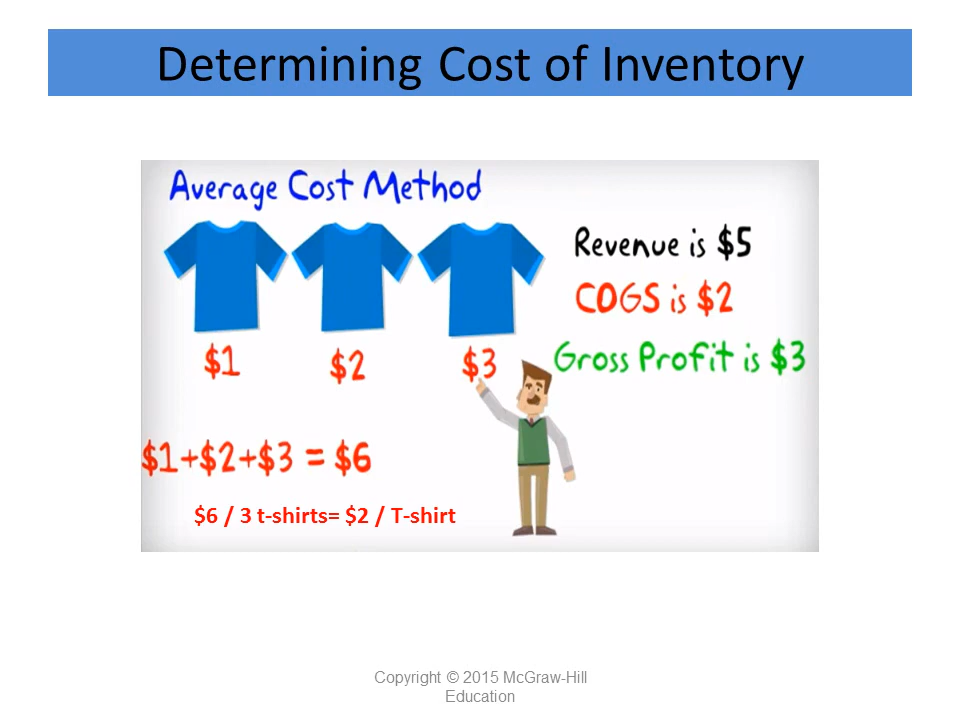 Determining Cost of Inventory
Average Cost Method
Revenue is $5
COGS is $2
Gross Profit is $3
$1
$2
$3
$1+$2+$3 = $6
$6 / 3 t-shirts= $2 / T-shirt
Copyright © 2015 McGraw-Hill
Education